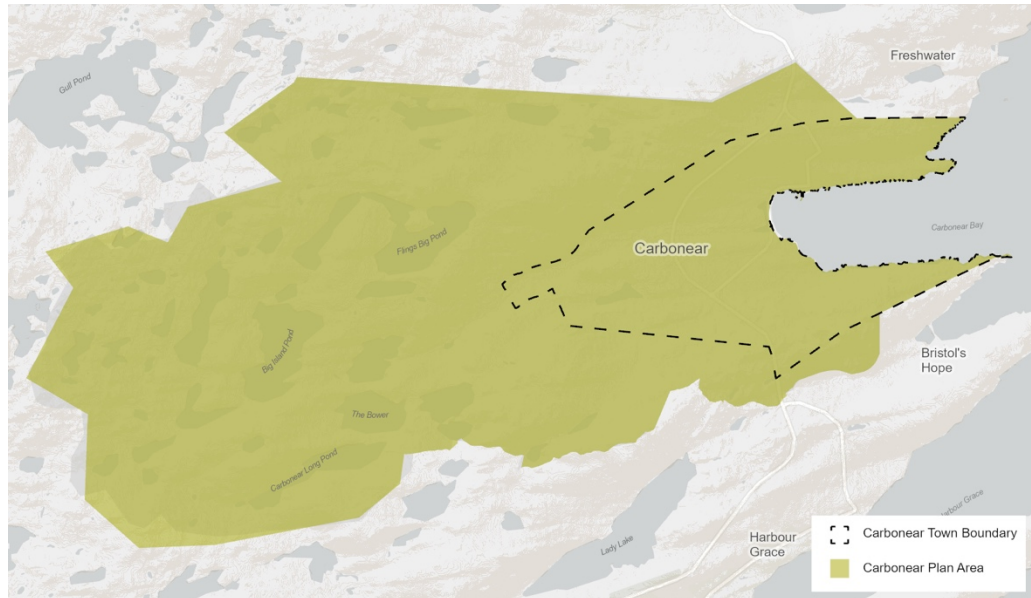 Freshwater
Gull Pond
Carbonear Bay
Flings Big Pond
Carbonear
Big Island Pond
Bristol's
Hope
The Bower
Carbonear Long Pond
Harbour Grace
Lady Lake
Harbour
Grace
Carbonear Town Boundary
Carbonear Plan Area